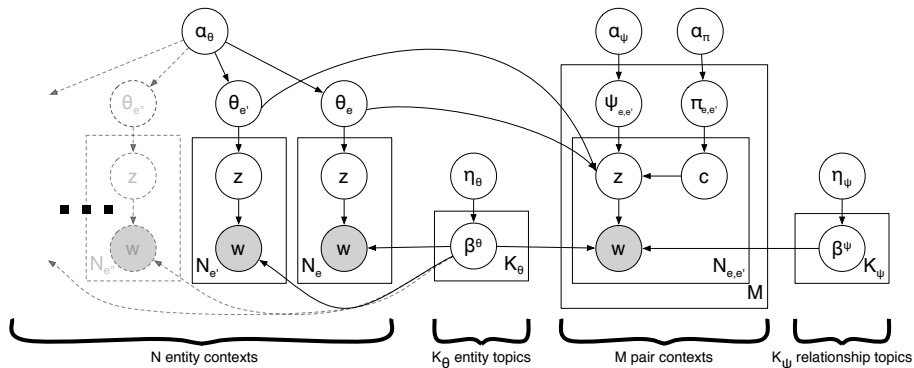 α_θ α_ψ α_π
θ_e'' θ_e' θ_e ψ_e,e' π_e,e'
z z z η_θ z c η_ψ
w w w β^θ w β^ψ
N_e'' N_e' N_e K_θ N_e,e' K_ψ
M
N entity contexts K_θ entity topics M pair contexts K_ψ relationship topics